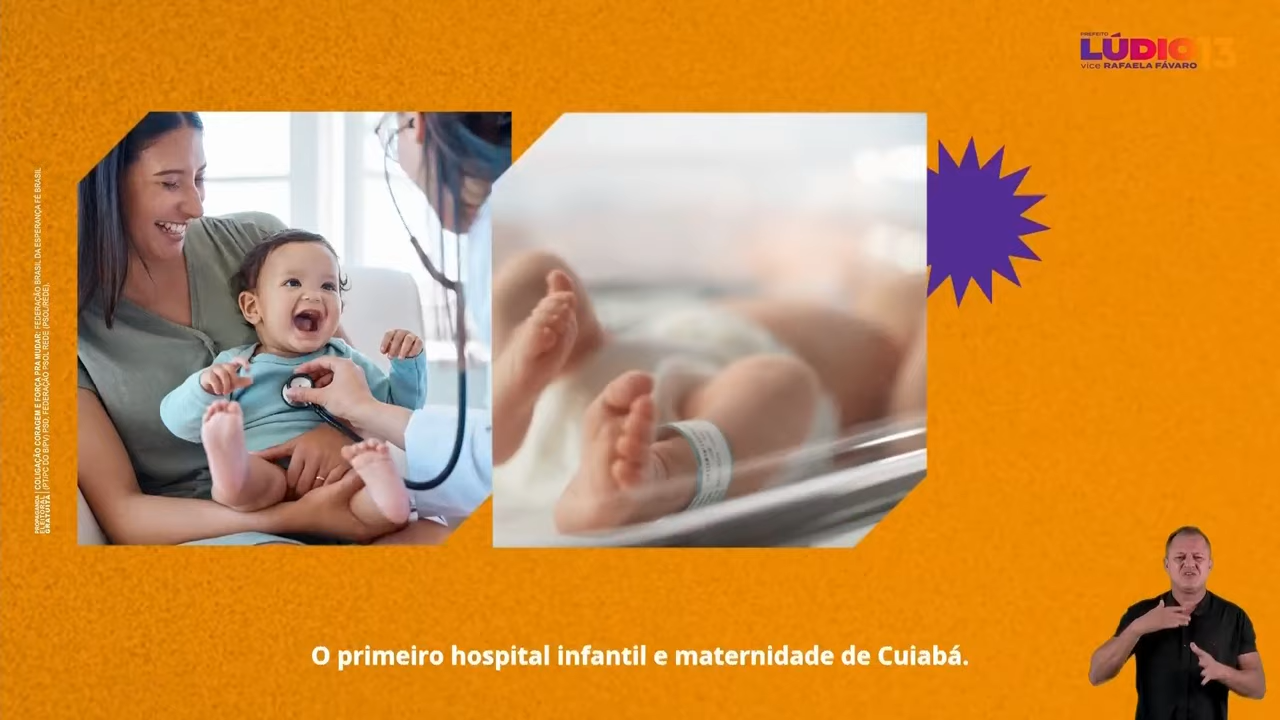 PREFEITO
LÚDIO 13
vice RAFAELA FÁVARO
PROPAGANDA ELEITORAL GRATUITA
COLIGAÇÃO CORAGEM E FORÇA PRA MUDAR: FEDERAÇÃO BRASIL DA ESPERANÇA FÉ BRASIL
(PT/PC DO B/PV) PSD, FEDERAÇÃO PSOL REDE (PSOL/REDE).
O primeiro hospital infantil e maternidade de Cuiabá.